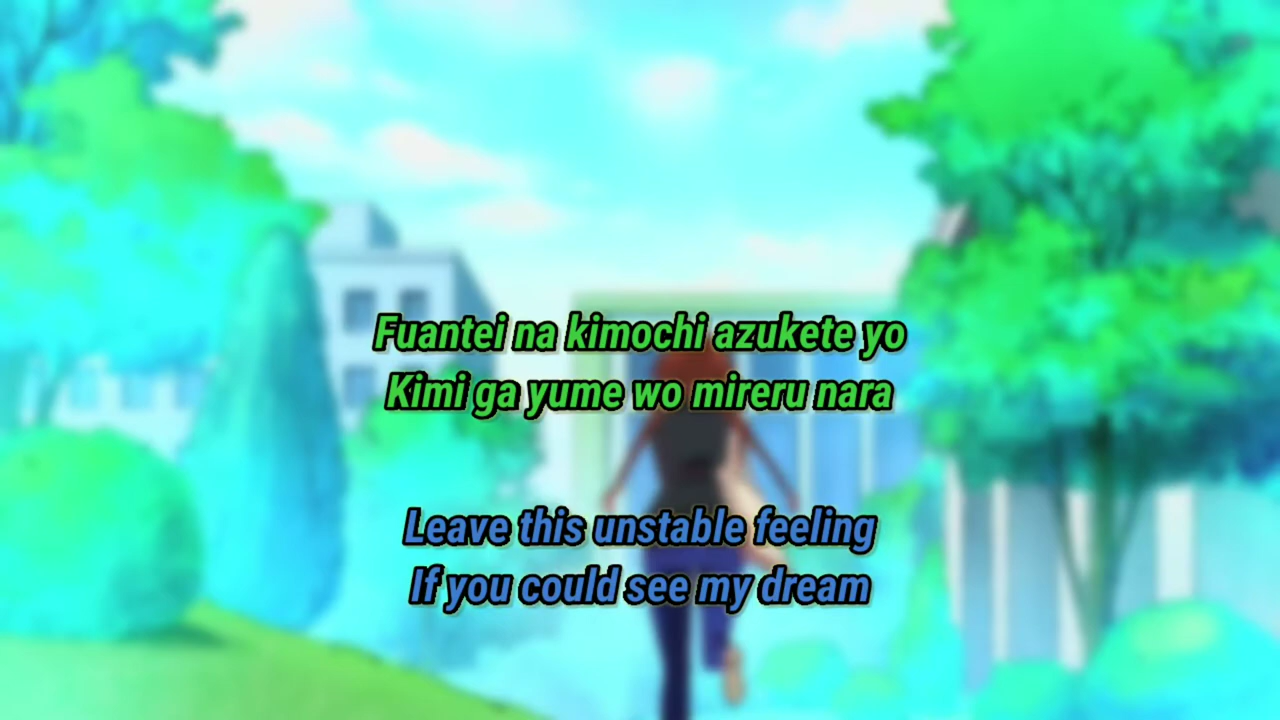 Fuantei na kimochi azukete yo
Kimi ga yume wo mireru nara
Leave this unstable feeling
If you could see my dream